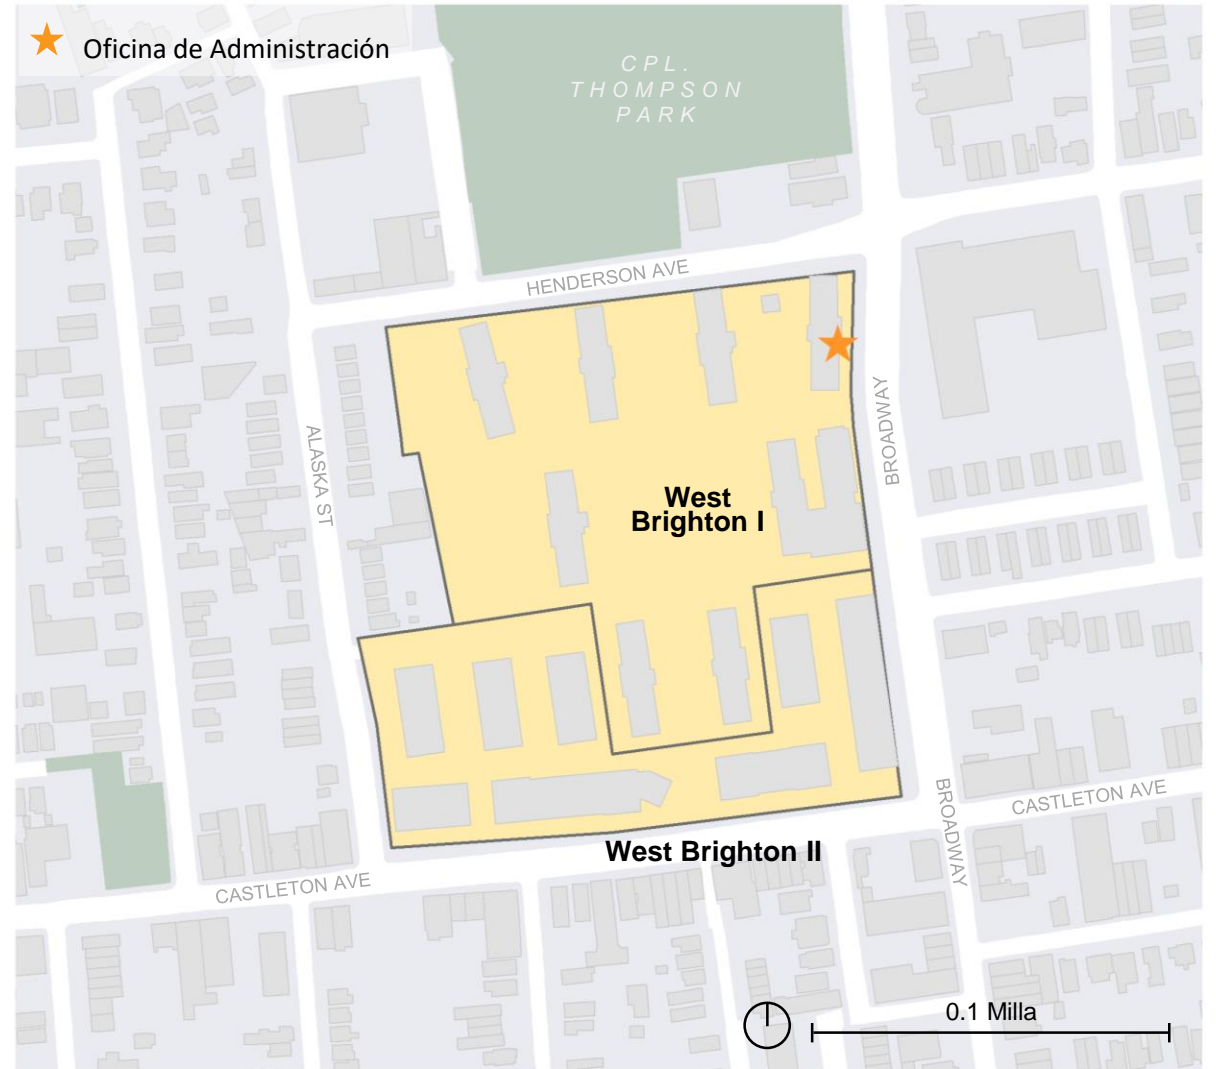 Oficina de Administración
CPL.
THOMPSON
PARK
HENDERSON AVE
BROADWAY
ALASKA ST
West
Brighton I
BROADWAY
CASTLETON AVE
West Brighton II
CASTLETON AVE
0.1 Milla